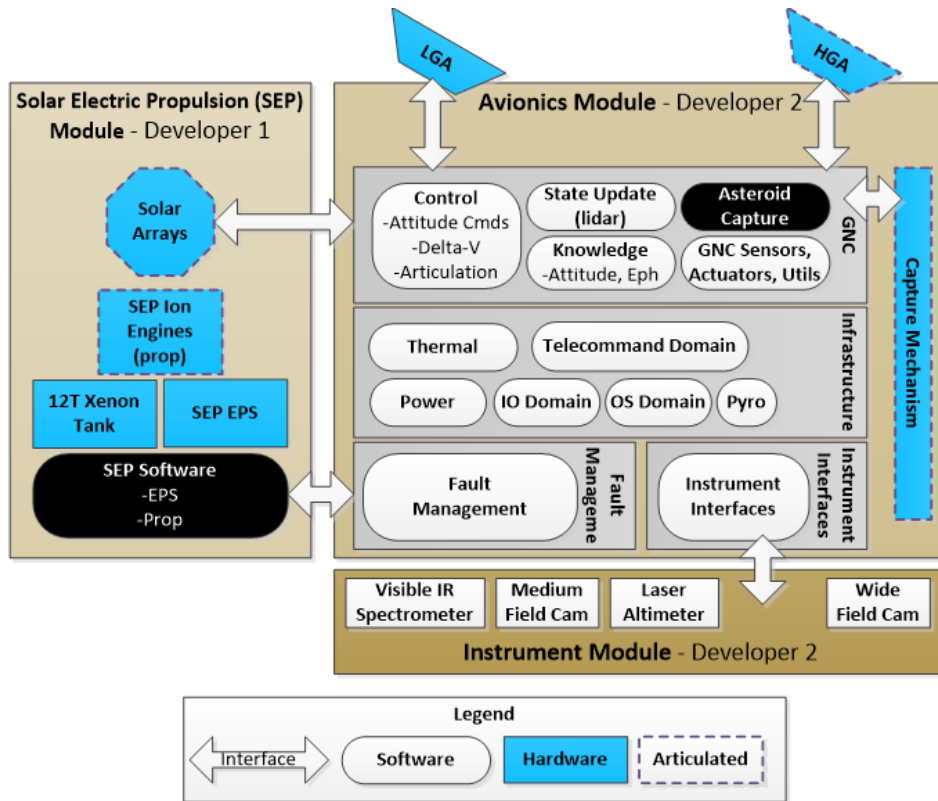 LGA
HGA
Solar Electric Propulsion (SEP)
Module - Developer 1
Solar
Arrays
SEP Ion
Engines
(prop)
12T Xenon
Tank
SEP EPS
SEP Software
-EPS
-Prop
Avionics Module - Developer 2
Control
-Attitude Cmds
-Delta-V
-Articulation
State Update
(lidar)
Asteroid
Capture
Knowledge
-Attitude, Eph
GNC Sensors,
Actuators, Utils
GNC
Capture Mechanism
Thermal
Telecommand Domain
Power
IO Domain
OS Domain
Pyro
Infrastructure
Fault
Management
Fault
Manageme
Instrument
Interfaces
Instrument
Interfaces
Visible IR
Spectrometer
Medium
Field Cam
Laser
Altimeter
Wide
Field Cam
Instrument Module - Developer 2
Legend
Interface
Software
Hardware
Articulated